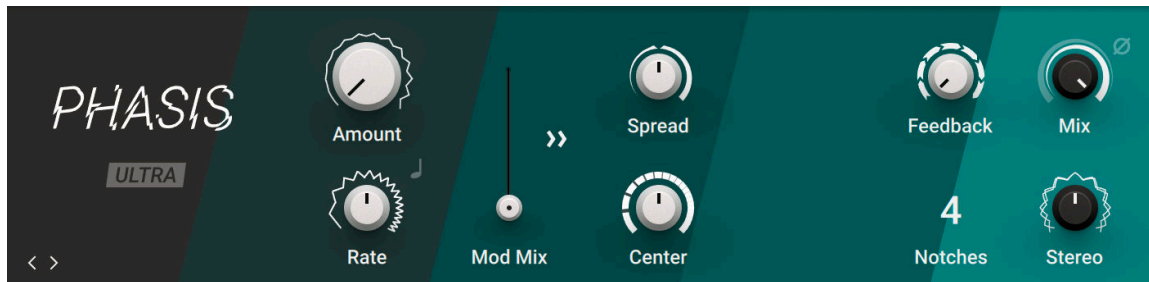 PHASIS
ULTRA
Amount
Rate
Mod Mix
Spread
Center
Feedback
4
Notches
Mix
Stereo